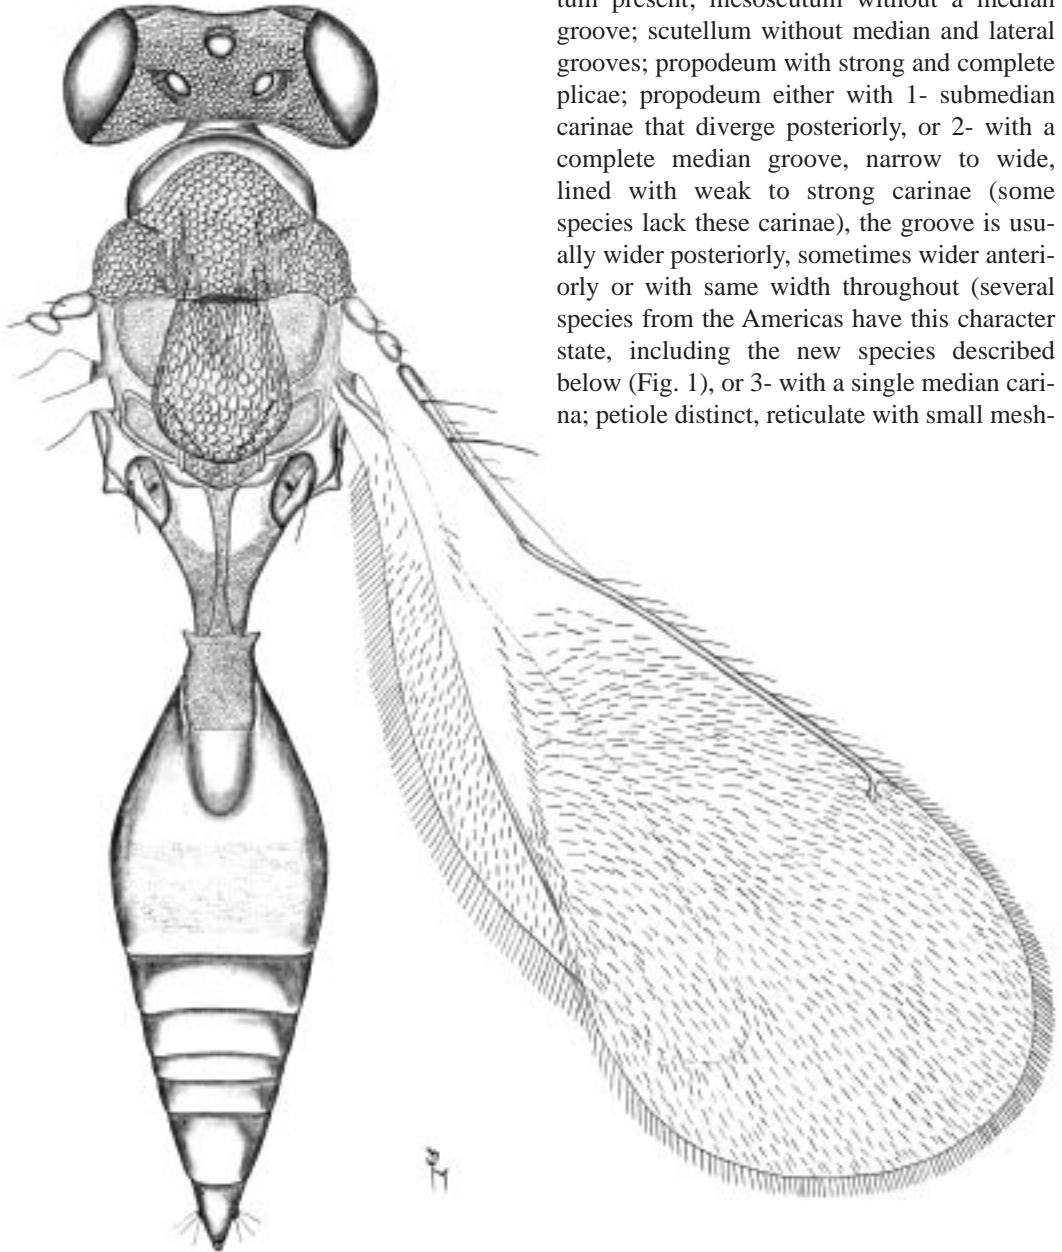 tum present; mesoscutum without a median
groove; scutellum without median and lateral
grooves; propodeum with strong and complete
plicae; propodeum either with 1- submedian
carinae that diverge posteriorly, or 2- with a
complete median groove, narrow to wide,
lined with weak to strong carinae (some
species lack these carinae), the groove is usu-
ally wider posteriorly, sometimes wider anteri-
orly or with same width throughout (several
species from the Americas have this character
state, including the new species described
below (Fig. 1), or 3- with a single median cari-
na; petiole distinct, reticulate with small mesh-